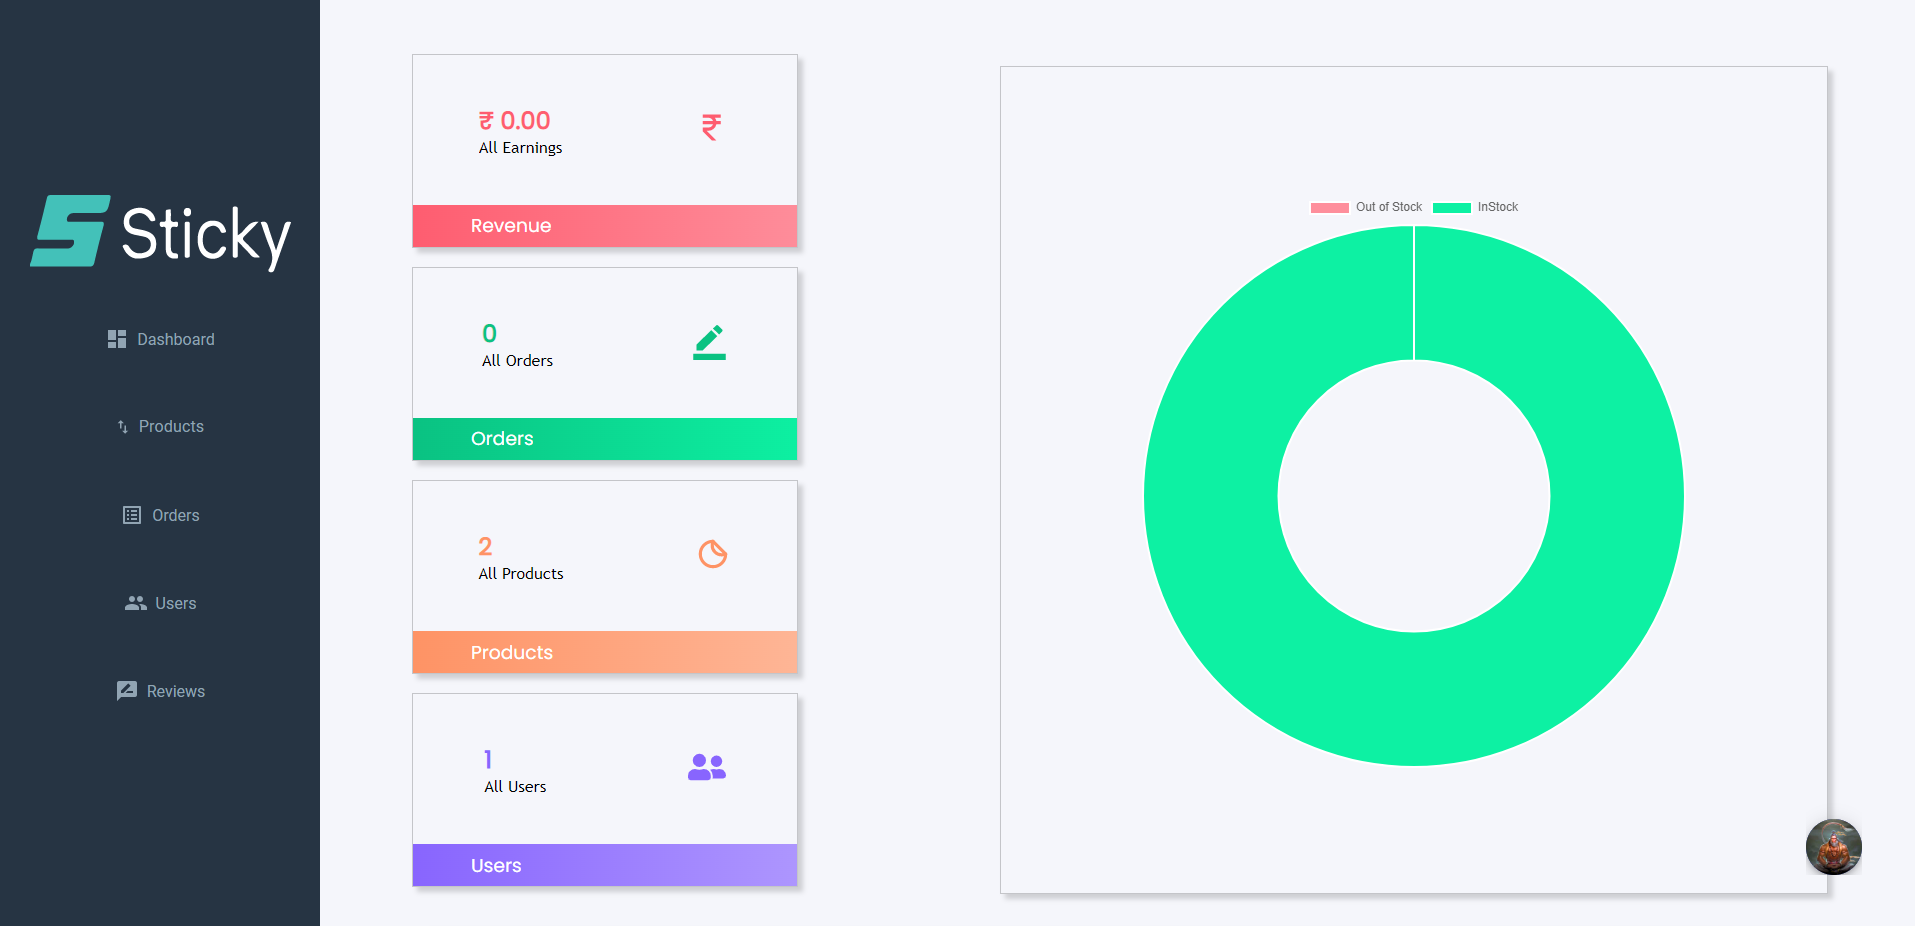 Sticky
Dashboard
Products
Orders
Users
Reviews
₹ 0.00
All Earnings
Revenue
0
All Orders
Orders
2
All Products
Products
1
All Users
Users
Out of Stock
InStock